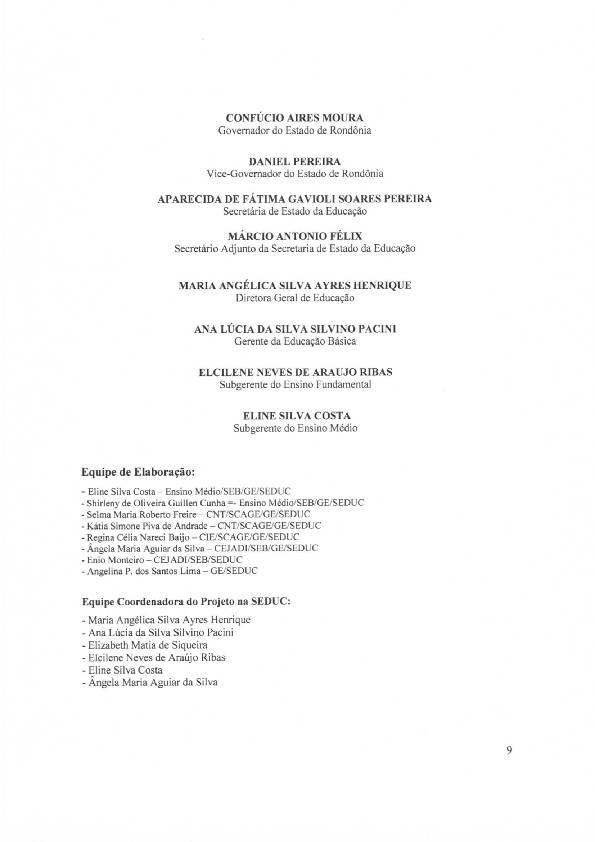 CONFÚCIO AIRES MOURA
Governador do Estado de Rondônia
DANIEL PEREIRA
Vice-Governador do Estado de Rondônia
APARECIDA DE FÁTIMA GAVIOLI SOARES PEREIRA
Secretária de Estado da Educação
MÁRCIO ANTONIO FÉLIX
Secretário Adjunto da Secretaria de Estado da Educação
MARIA ANGÉLICA SILVA AYRES HENRIQUE
Diretora Geral de Educação
ANA LÚCIA DA SILVA SILVINO PACINI
Gerente da Educação Básica
ELCILENE NEVES DE ARAUJO RIBAS
Subgerente do Ensino Fundamental
ELINE SILVA COSTA
Subgerente do Ensino Médio
Equipe de Elaboração:
- Eline Silva Costa – Ensino Médio/SEB/GE/SEDUC
- Shirleny de Oliveira Guillen Cunha =- Ensino Médio/SEB/GE/SEDUC
- Selma Maria Roberto Freire – CNT/SCAGE/GE/SEDUC
- Kátia Simone Piva de Andrade – CNT/SCAGE/GE/SEDUC
- Regina Célia Nareci Baijo – CIE/SCAGE/GE/SEDUC
- Ângela Maria Aguiar da Silva – CEJADI/SEB/GE/SEDUC
- Enio Monteiro – CEJADI/SEB/SEDUC
- Angelina P. dos Santos Lima – GE/SEDUC
Equipe Coordenadora do Projeto na SEDUC:
- Maria Angélica Silva Ayres Henrique
- Ana Lúcia da Silva Silvino Pacini
- Elizabeth Matia de Siqueira
- Elcilene Neves de Araújo Ribas
- Eline Silva Costa
- Ângela Maria Aguiar da Silva
9